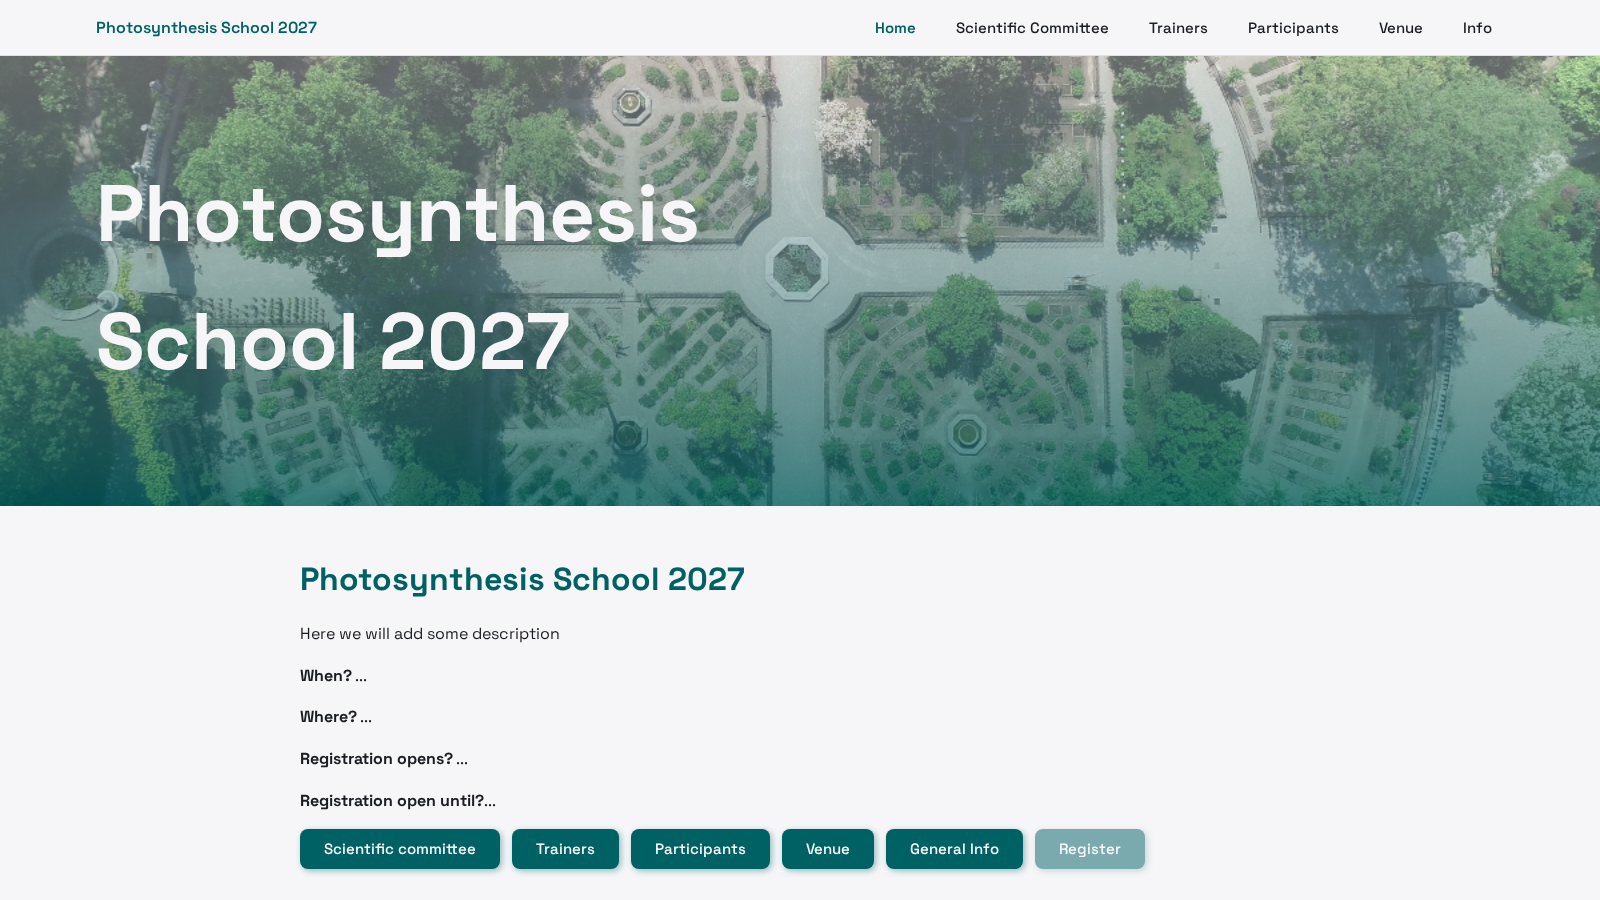 Photosynthesis School 2027
Home
Scientific Committee
Trainers
Participants
Venue
Info
Photosynthesis
School 2027
Photosynthesis School 2027
Here we will add some description
When? ...
Where? ...
Registration opens? ...
Registration open until?...
Scientific committee
Trainers
Participants
Venue
General Info
Register